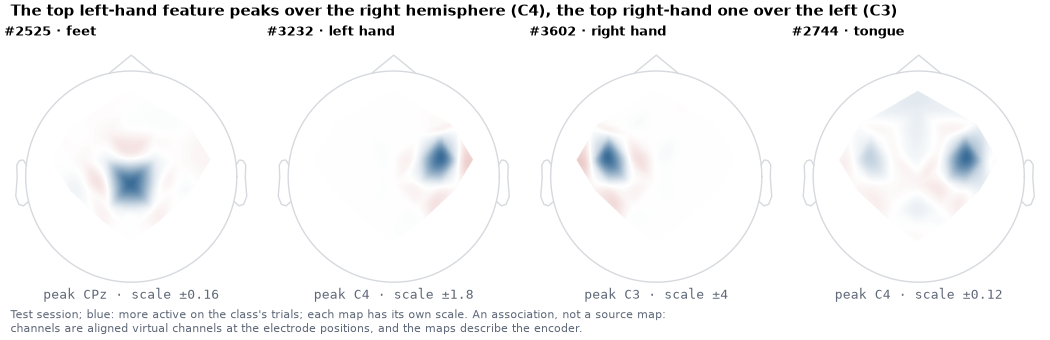 The top left-hand feature peaks over the right hemisphere (C4), the top right-hand one over the left (C3)
#2525 · feet
#3232 · left hand
#3602 · right hand
#2744 · tongue
peak CPz · scale ±0.16
peak C4 · scale ±1.8
peak C3 · scale ±4
peak C4 · scale ±0.12
Test session; blue: more active on the class's trials; each map has its own scale. An association, not a source map:
channels are aligned virtual channels at the electrode positions, and the maps describe the encoder.